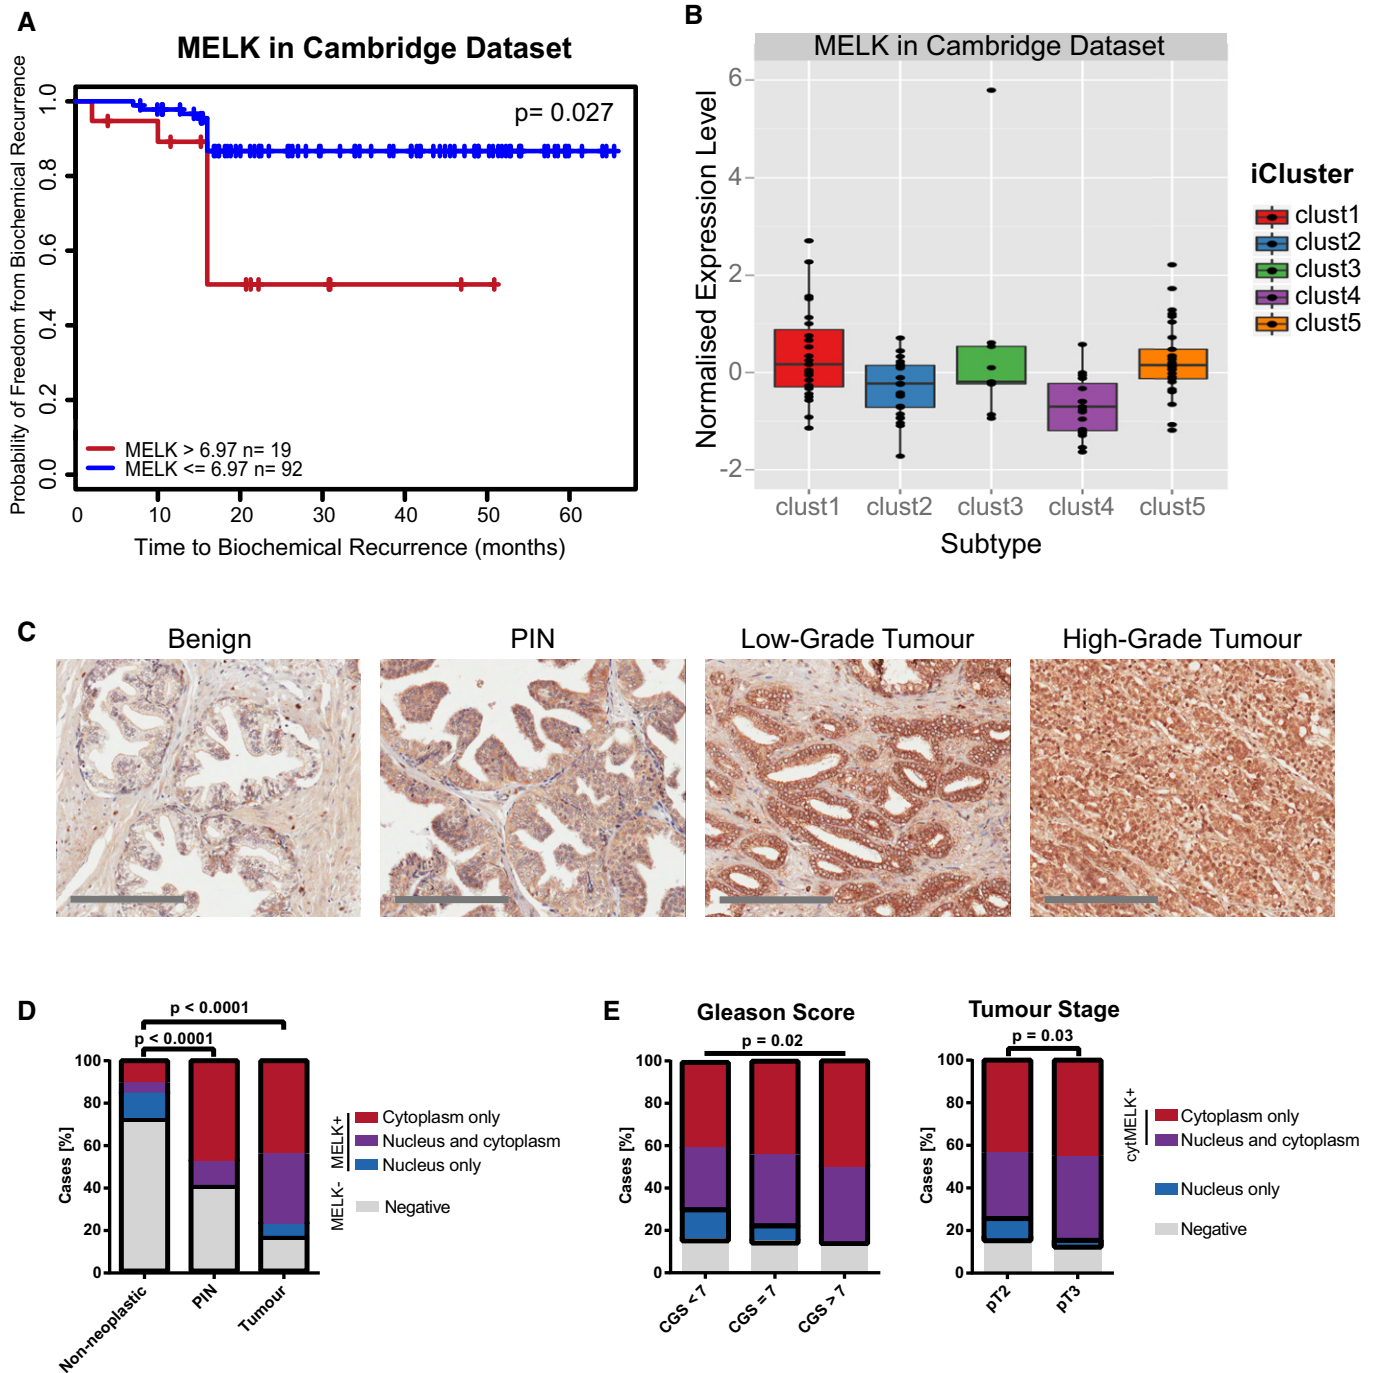 A
MELK in Cambridge Dataset
Probability of Freedom from Biochemical Recurrence
1.0
0.8
0.6
0.4
0.2
0.0
p= 0.027
MELK > 6.97 n= 19
MELK <= 6.97 n= 92
0 10 20 30 40 50 60
Time to Biochemical Recurrence (months)
B
MELK in Cambridge Dataset
Normalised Expression Level
6
4
2
0
-2
clust1 clust2 clust3 clust4 clust5
Subtype
iCluster
clust1
clust2
clust3
clust4
clust5
C
Benign PIN Low-Grade Tumour High-Grade Tumour
D
p < 0.0001
p < 0.0001
Cases [%]
100
80
60
40
20
0
Non-neoplastic PIN Tumour
MELK+
Cytoplasm only
Nucleus and cytoplasm
Nucleus only
MELK-
Negative
E
Gleason Score
p = 0.02
Cases [%]
100
80
60
40
20
0
CGS < 7 CGS = 7 CGS > 7
Tumour Stage
p = 0.03
Cases [%]
100
80
60
40
20
0
pT2 pT3
cytMELK+
Cytoplasm only
Nucleus and cytoplasm
Nucleus only
Negative